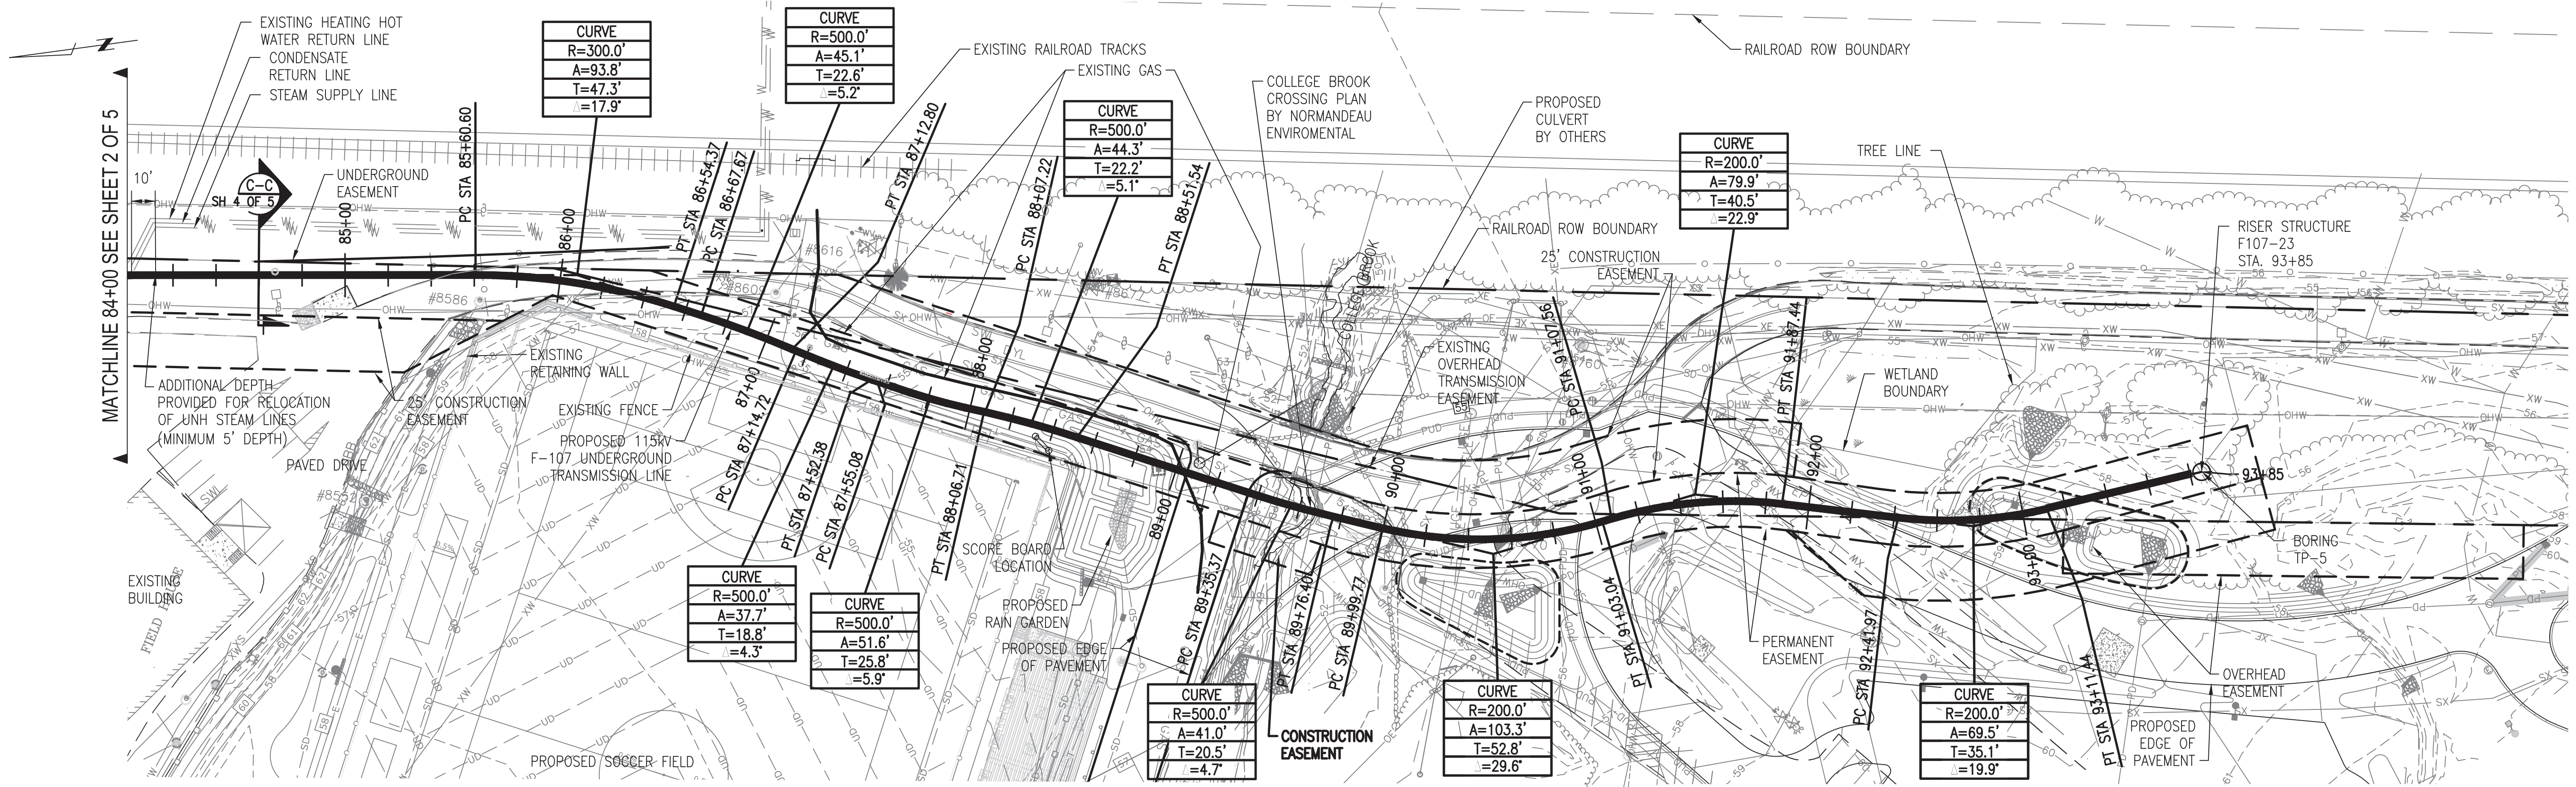 EXISTING HEATING HOT
WATER RETURN LINE
CONDENSATE
RETURN LINE
STEAM SUPPLY LINE
N
MATCHLINE 84+00 SEE SHEET 2 OF 5
10'
C-C
SH 4 OF 5
UNDERGROUND
EASEMENT
85+00
PC STA 85+60.60
CURVE
R=300.0'
A=93.8'
T=47.3'
Δ=17.9°
86+00
PT STA 86+54.37
PC STA 86+67.67
CURVE
R=500.0'
A=45.1'
T=22.6'
Δ=5.2°
PT STA 87+12.80
EXISTING RAILROAD TRACKS
EXISTING GAS
PC STA 88+07.22
CURVE
R=500.0'
A=44.3'
T=22.2'
Δ=5.1°
PT STA 88+51.54
COLLEGE BROOK
CROSSING PLAN
BY NORMANDEAU
ENVIROMENTAL
PROPOSED
CULVERT
BY OTHERS
RAILROAD ROW BOUNDARY
CURVE
R=200.0'
A=79.9'
T=40.5'
Δ=22.9°
TREE LINE
RAILROAD ROW BOUNDARY
25' CONSTRUCTION
EASEMENT
RISER STRUCTURE
F107-23
STA. 93+85
COLLEGE BROOK
#8616
#8609
#8586
#8552
EXISTING
RETAINING WALL
ADDITIONAL DEPTH
PROVIDED FOR RELOCATION
OF UNH STEAM LINES
(MINIMUM 5' DEPTH)
25' CONSTRUCTION
EASEMENT
PAVED DRIVE
EXISTING FENCE
PROPOSED 115kV
F-107 UNDERGROUND
TRANSMISSION LINE
87+00
PC STA 87+14.72
PT STA 87+52.38
PC STA 87+55.08
88+00
PT STA 88+06.71
SCORE BOARD
LOCATION
89+00
EXISTING
OVERHEAD
TRANSMISSION
EASEMENT
90+00
PC STA 91+07.56
91+00
PT STA 91+87.44
92+00
WETLAND
BOUNDARY
93+85
BORING
TP-5
93+00
EXISTING
BUILDING
FIELD HOUSE
CURVE
R=500.0'
A=37.7'
T=18.8'
Δ=4.3°
CURVE
R=500.0'
A=51.6'
T=25.8'
Δ=5.9°
PROPOSED
RAIN GARDEN
PROPOSED EDGE
OF PAVEMENT
PC STA 89+35.37
PT STA 89+76.40
PC STA 89+99.77
PT STA 91+03.04
PERMANENT
EASEMENT
PC STA 92+41.97
PT STA 93+11.44
OVERHEAD
EASEMENT
PROPOSED
EDGE OF
PAVEMENT
CURVE
R=500.0'
A=41.0'
T=20.5'
Δ=4.7°
CONSTRUCTION
EASEMENT
CURVE
R=200.0'
A=103.3'
T=52.8'
Δ=29.6°
CURVE
R=200.0'
A=69.5'
T=35.1'
Δ=19.9°
PROPOSED SOCCER FIELD